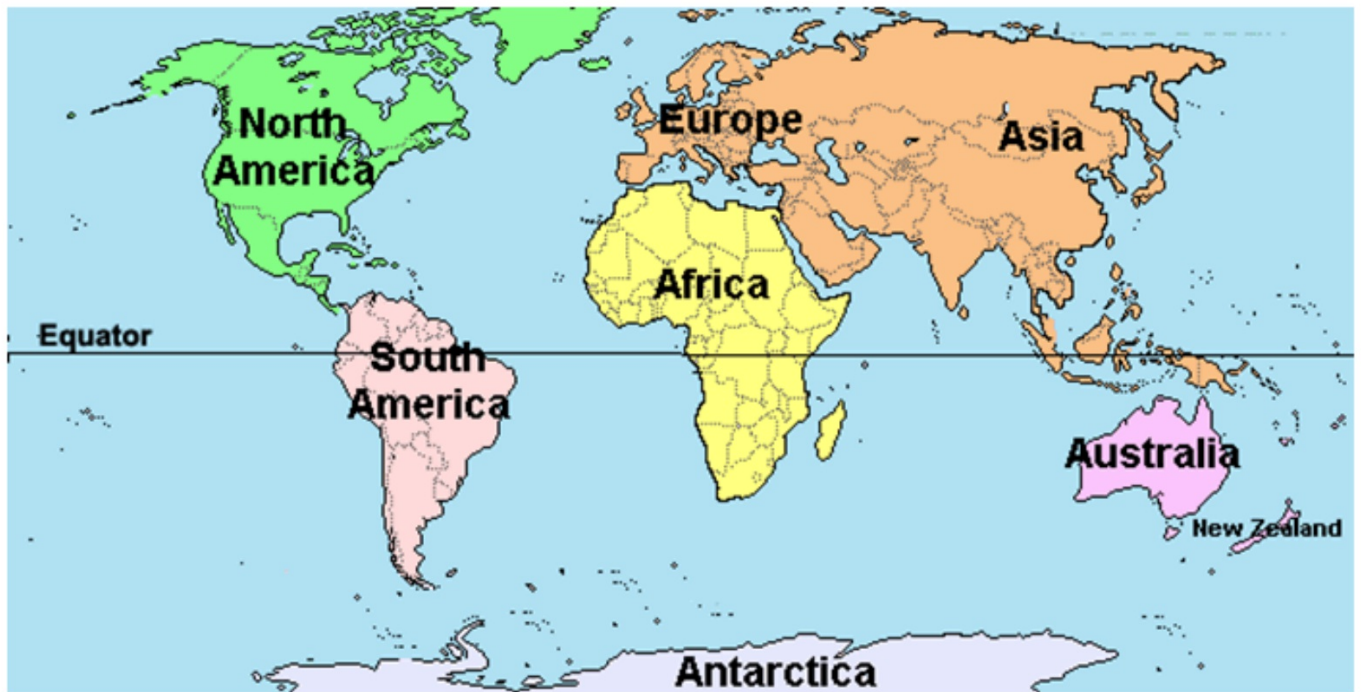 North
America
Europe
Asia
Africa
Equator
South
America
Australia
New Zealand
Antarctica